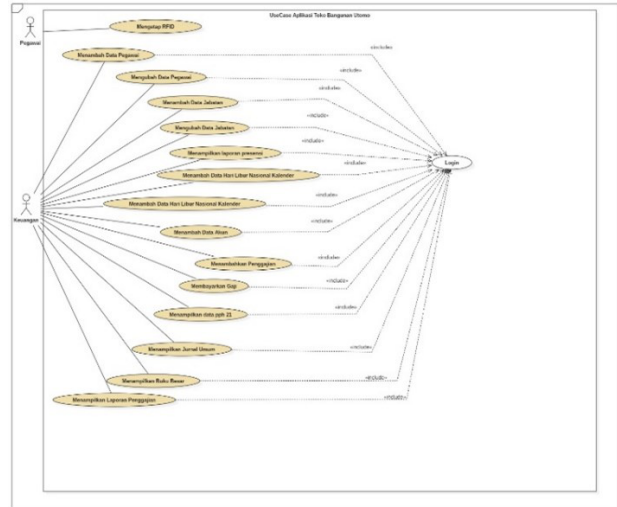 UseCase Aplikasi Toko Bangunan Utomo
Pegawai
Mengetap RFID
Menambah Data Pegawai
«include»
Mengubah Data Pegawai
«include»
Menambah Data Jabatan
«include»
Mengubah Data Jabatan
«include»
Menampilkan laporan presensi
«include»
Login
Menambah Data Hari Libur Nasional Kalender
«include»
Keuangan
Menambah Data Hari Libur Nasional Kalender
«include»
Menambah Data Akun
«include»
Menambahkan Penggajian
«include»
Membayarkan Gaji
«include»
Menampilkan data pph 21
«include»
Menampilkan Jurnal Umum
«include»
Menampilkan Buku Besar
«include»
Menampilkan Laporan Penggajian
«include»